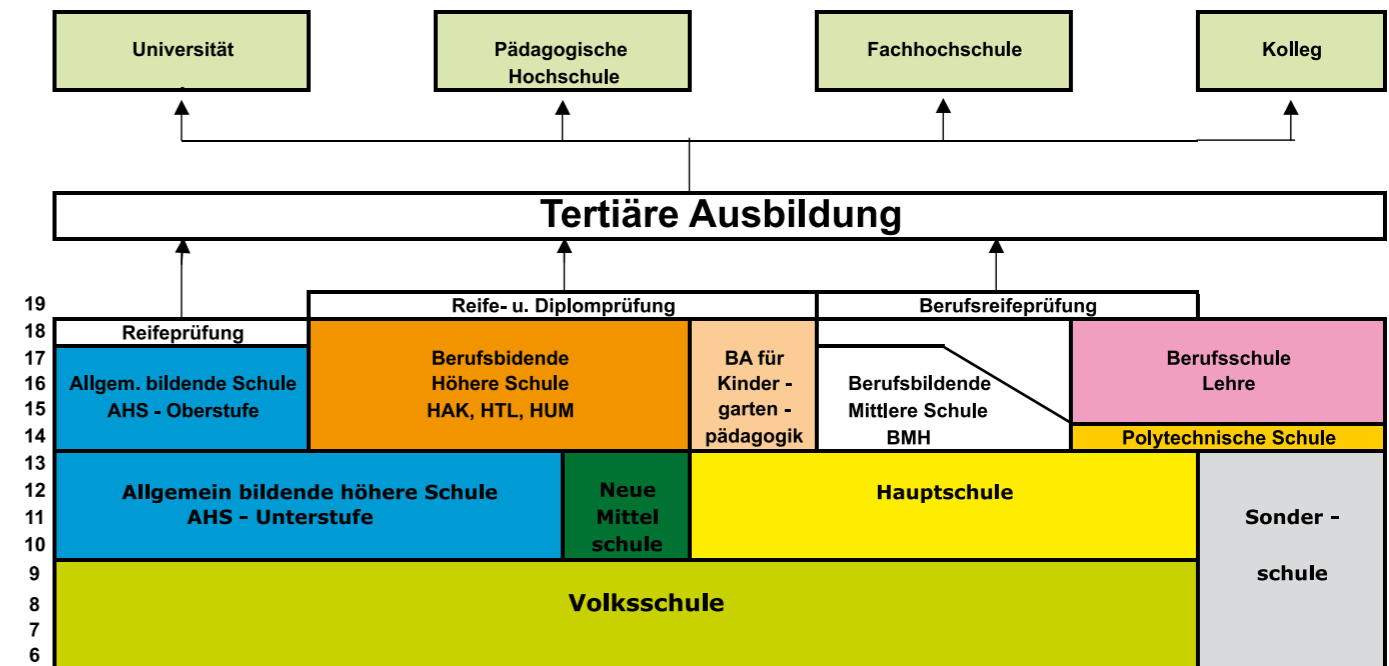 Universität
Pädagogische
Hochschule
Fachhochschule
Kolleg
Tertiäre Ausbildung
19
Reife- u. Diplomprüfung
Berufsreifeprüfung
18
Reifeprüfung
17
16
15
14
Allgem. bildende Schule
AHS - Oberstufe
Berufsbidende
Höhere Schule
HAK, HTL, HUM
BA für
Kinder -
garten -
pädagogik
Berufsbildende
Mittlere Schule
BMH
Berufsschule
Lehre
Polytechnische Schule
13
12
11
10
Allgemein bildende höhere Schule
AHS - Unterstufe
Neue
Mittel
schule
Hauptschule
Sonder -
schule
9
8
7
6
Volksschule